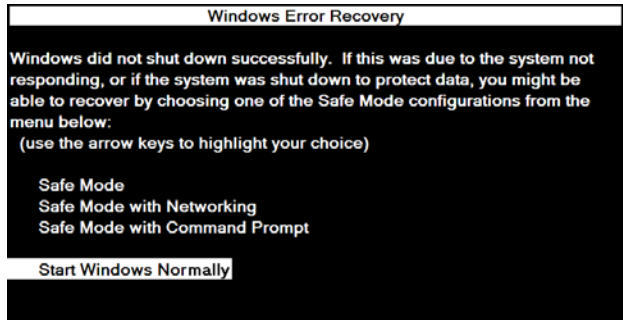 Windows Error Recovery
Windows did not shut down successfully. If this was due to the system not
responding, or if the system was shut down to protect data, you might be
able to recover by choosing one of the Safe Mode configurations from the
menu below:
(use the arrow keys to highlight your choice)
Safe Mode
Safe Mode with Networking
Safe Mode with Command Prompt
Start Windows Normally